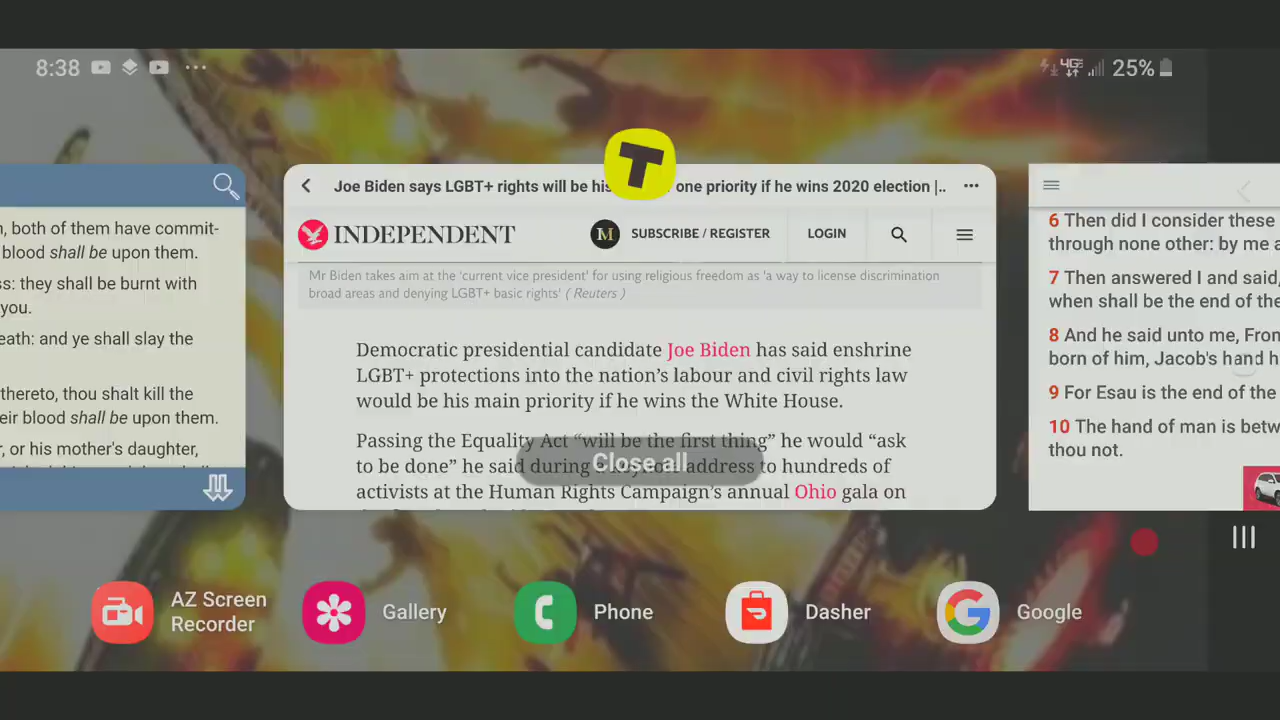 8:38
25%
n, both of them have commit-
blood shall be upon them.
ss: they shall be burnt with
you.
eath: and ye shall slay the
thereto, thou shalt kill the
eir blood shall be upon them.
r, or his mother's daughter,
T
Joe Biden says LGBT+ rights will be his one priority if he wins 2020 election |..
INDEPENDENT
M
SUBSCRIBE / REGISTER
LOGIN
Mr Biden takes aim at the 'current vice president' for using religious freedom as 'a way to license discrimination
broad areas and denying LGBT+ basic rights' ( Reuters )
Democratic presidential candidate Joe Biden has said enshrine
LGBT+ protections into the nation's labour and civil rights law
would be his main priority if he wins the White House.
Passing the Equality Act “will be the first thing” he would “ask
to be done” he said during a keynote address to hundreds of
activists at the Human Rights Campaign's annual Ohio gala on
Close all
6 Then did I consider these
through none other: by me a
7 Then answered I and said,
when shall be the end of the
8 And he said unto me, Fron
born of him, Jacob's hand h
9 For Esau is the end of the
10 The hand of man is betw
thou not.
AZ Screen
Recorder
Gallery
Phone
Dasher
Google